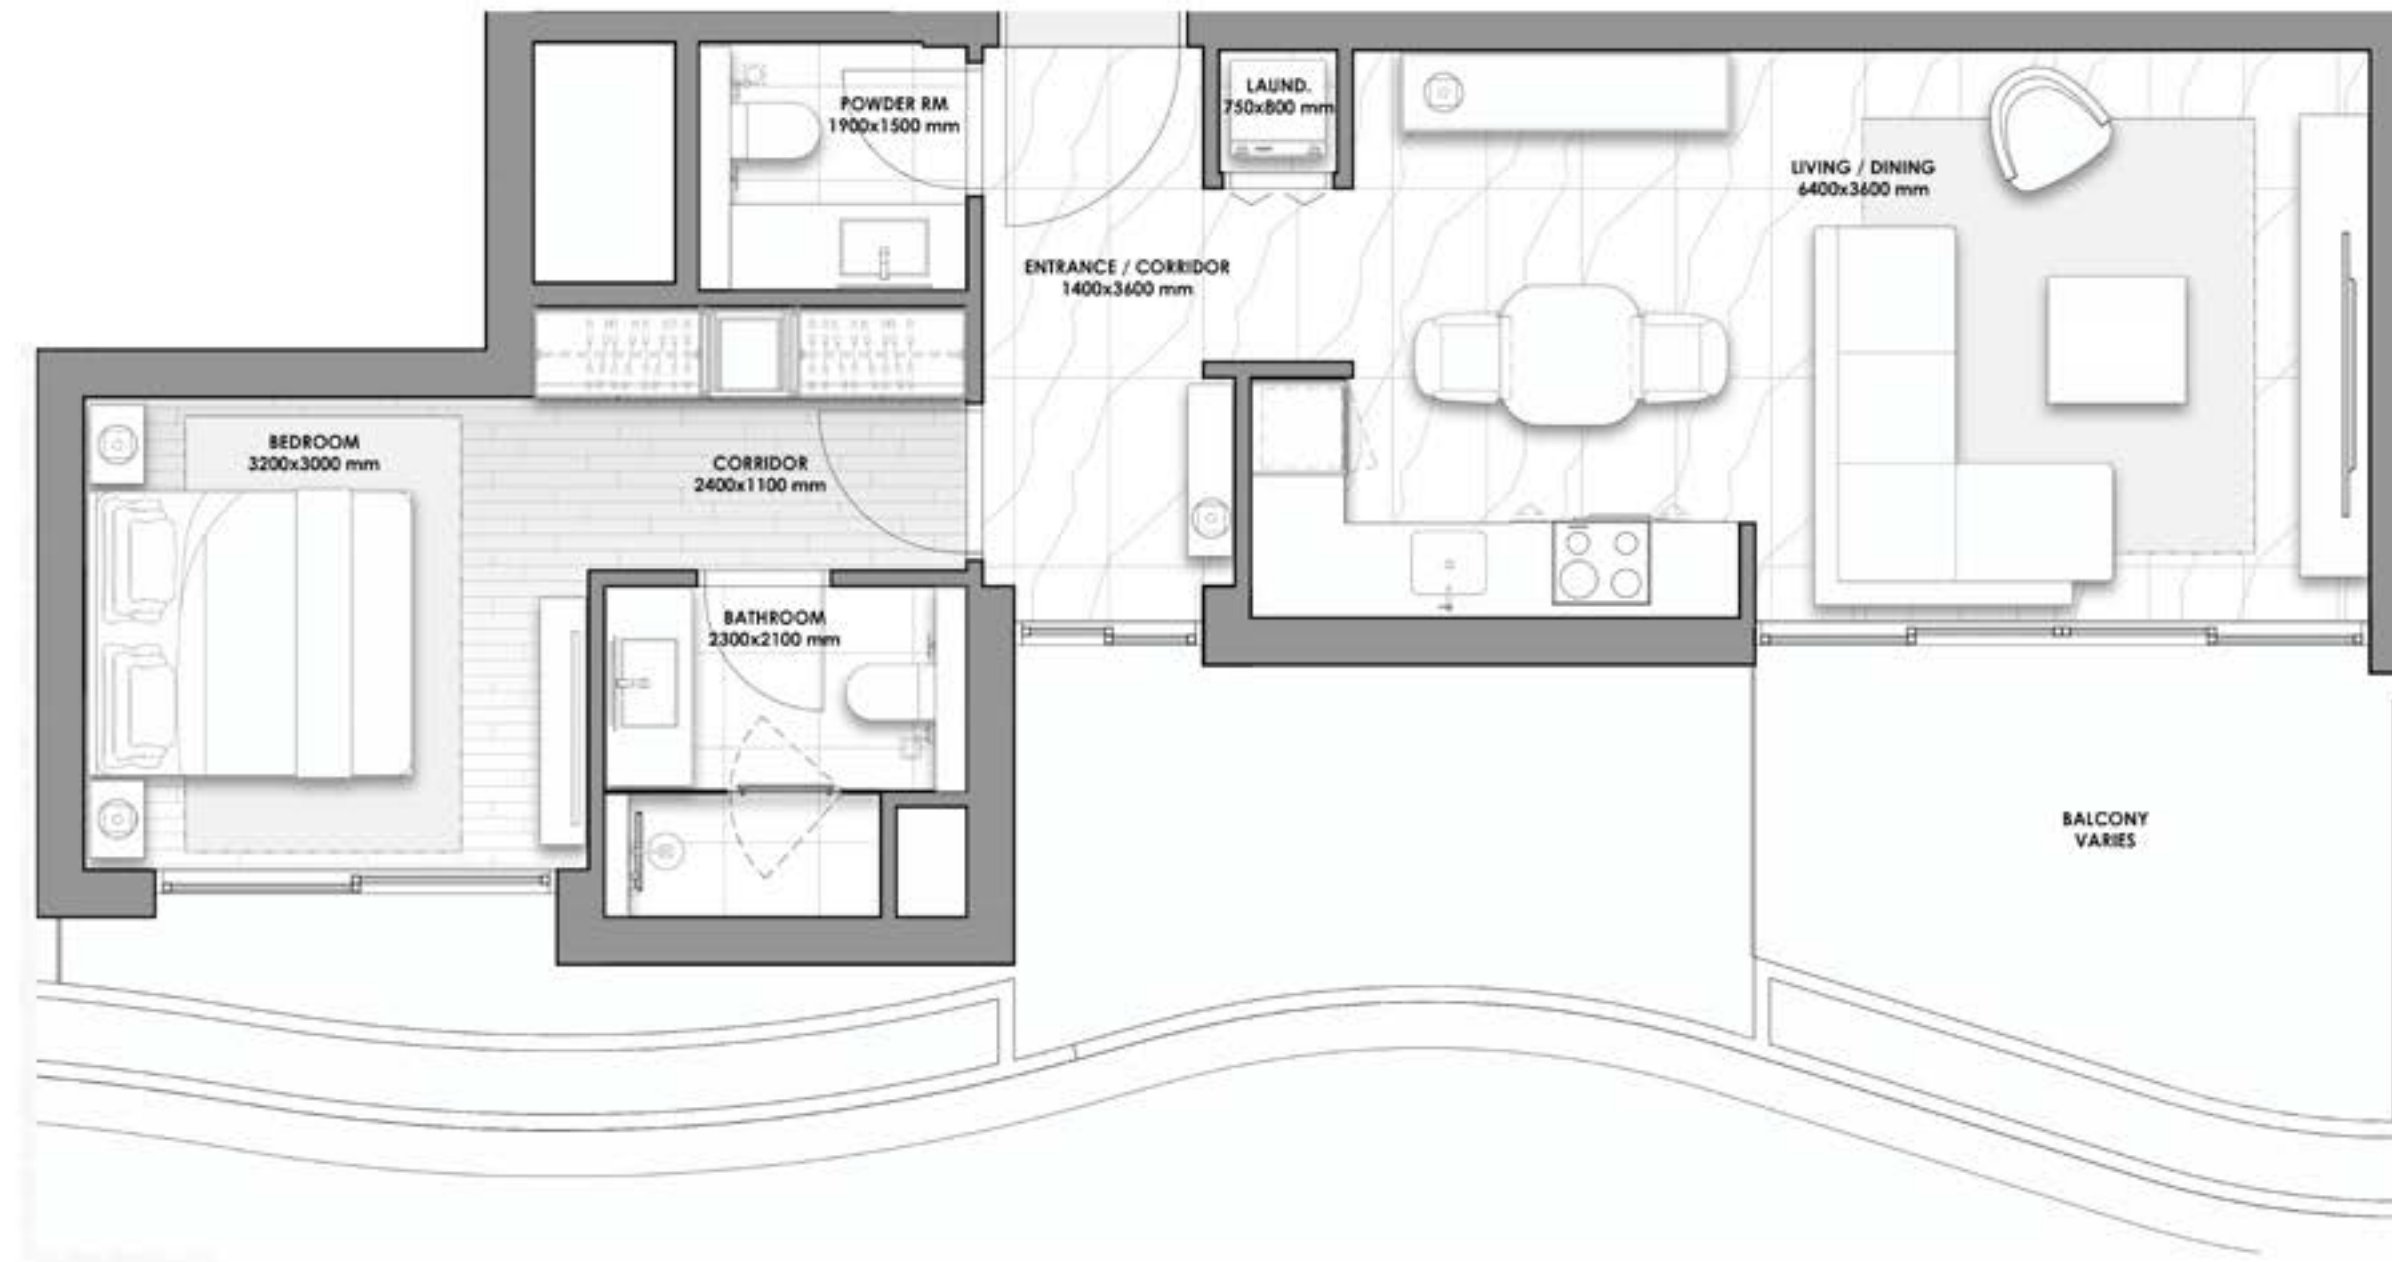 POWDER RM
1900x1500 mm
LAUND.
750x800 mm
LIVING / DINING
6400x3600 mm
ENTRANCE / CORRIDOR
1400x3600 mm
BEDROOM
3200x3000 mm
CORRIDOR
2400x1100 mm
BATHROOM
2300x2100 mm
BALCONY
VARIES